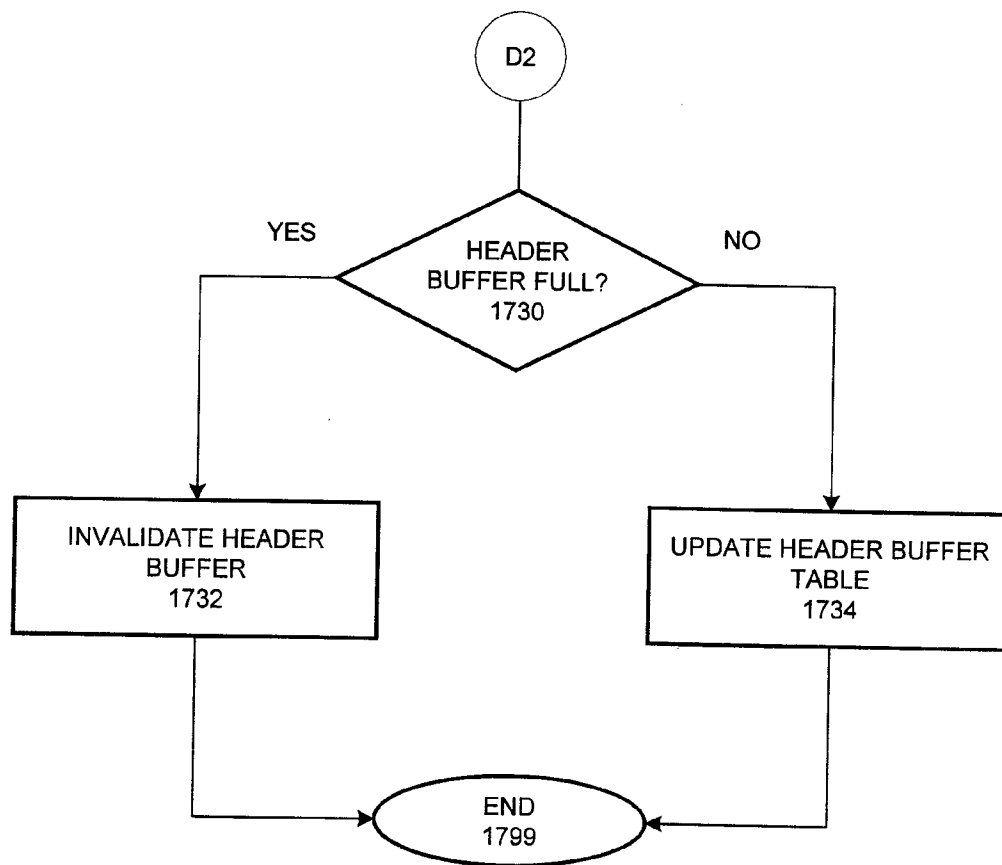 D2
YES
NO
HEADER
BUFFER FULL?
1730
INVALIDATE HEADER
BUFFER
1732
UPDATE HEADER BUFFER
TABLE
1734
END
1799